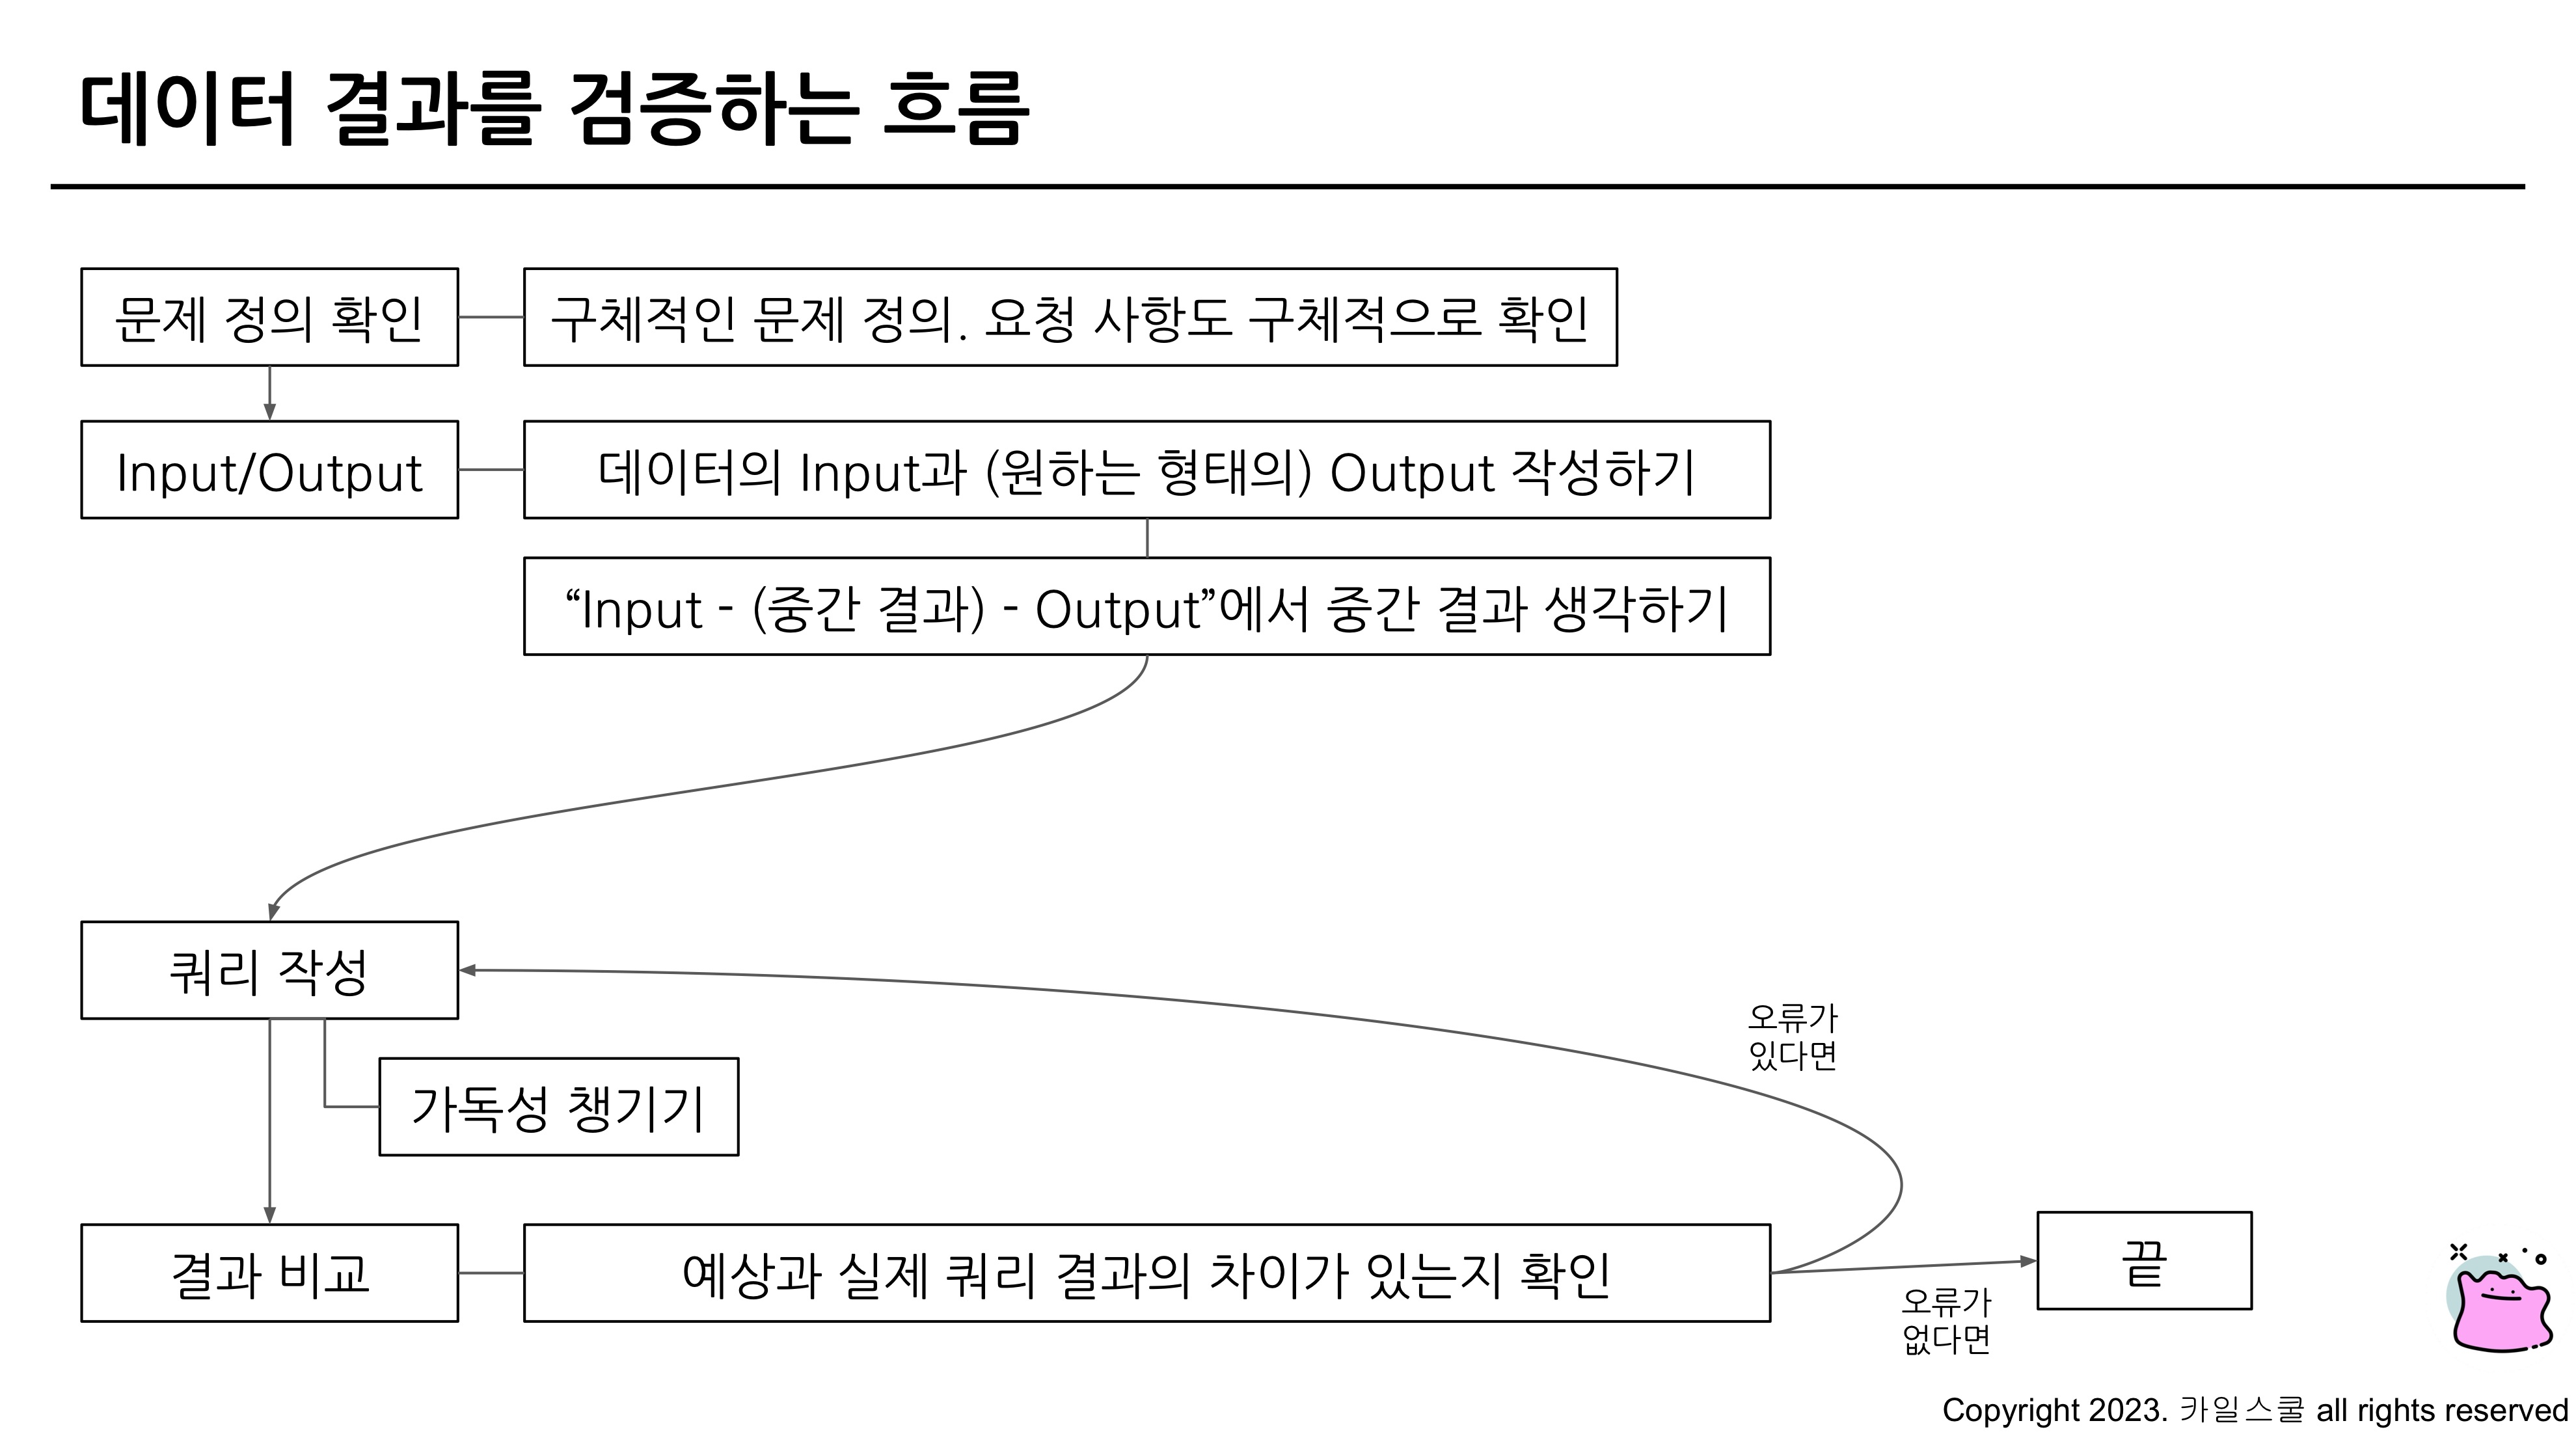 데이터 결과를 검증하는 흐름
문제 정의 확인
구체적인 문제 정의. 요청 사항도 구체적으로 확인
Input/Output
데이터의 Input과 (원하는 형태의) Output 작성하기
“Input - (중간 결과) - Output”에서 중간 결과 생각하기
쿼리 작성
오류가
있다면
가독성 챙기기
결과 비교
예상과 실제 쿼리 결과의 차이가 있는지 확인
끝
오류가
없다면
Copyright 2023. 카일스쿨 all rights reserved